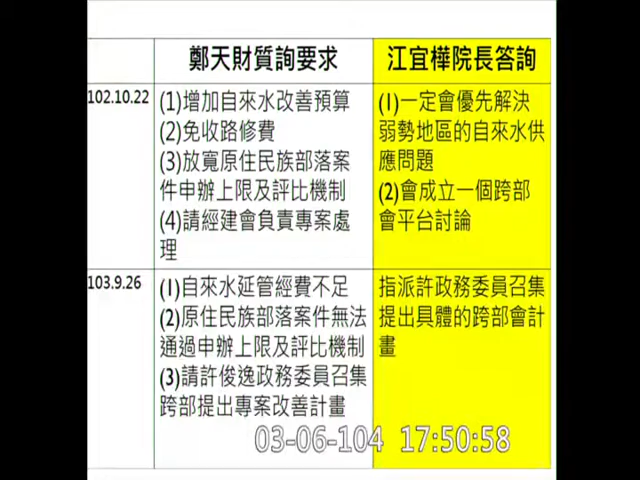 鄭天財質詢要求
江宜樺院長答詢
102.10.22
(1)增加自來水改善預算
(2)免收路修費
(3)放寬原住民族部落案
件申辦上限及評比機制
(4)請經建會負責專案處
理
(1)一定會優先解決
弱勢地區的自來水供
應問題
(2)會成立一個跨部
會平台討論
103.9.26
(1)自來水延管經費不足
(2)原住民族部落案件無法
通過申辦上限及評比機制
(3)請許俊逸政務委員召集
跨部提出專案改善計畫
指派許政務委員召集
提出具體的跨部會計
畫
03-06-104 17:50:58